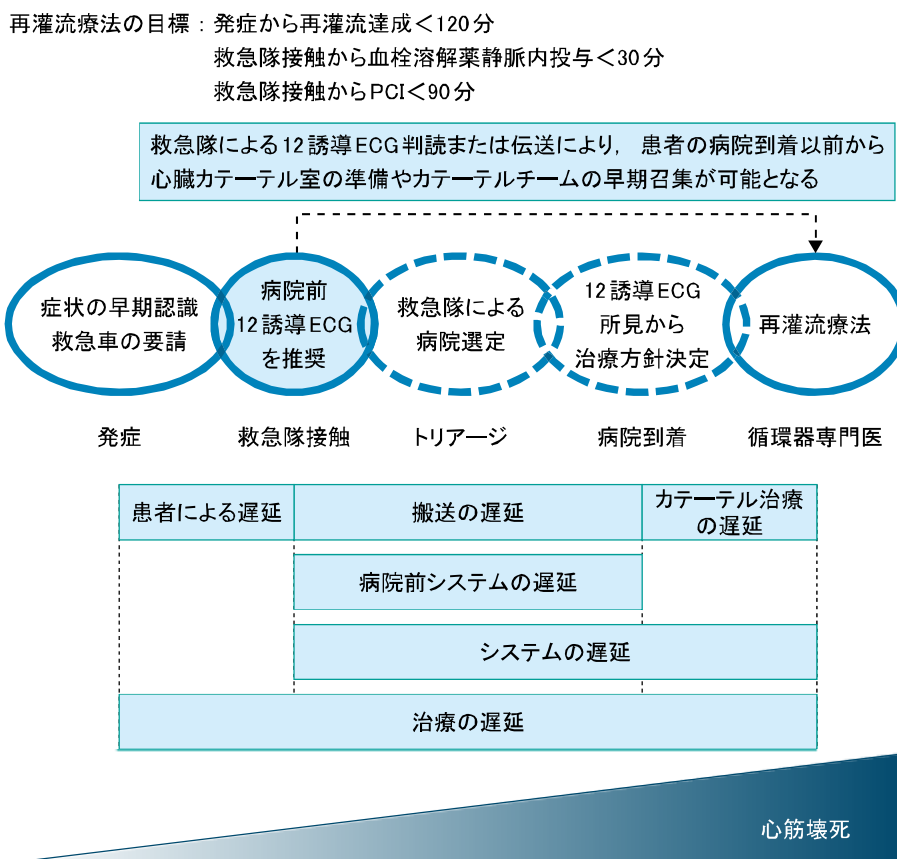 再灌流療法の目標：発症から再灌流達成＜120分
救急隊接触から血栓溶解薬静脈内投与＜30分
救急隊接触からPCI＜90分
救急隊による12誘導ECG判読または伝送により，患者の病院到着以前から
心臓カテーテル室の準備やカテーテルチームの早期召集が可能となる
症状の早期認識
救急車の要請
病院前
12誘導ECG
を推奨
救急隊による
病院選定
12誘導ECG
所見から
治療方針決定
再灌流療法
発症
救急隊接触
トリアージ
病院到着
循環器専門医
患者による遅延
搬送の遅延
カテーテル治療
の遅延
病院前システムの遅延
システムの遅延
治療の遅延
心筋壊死